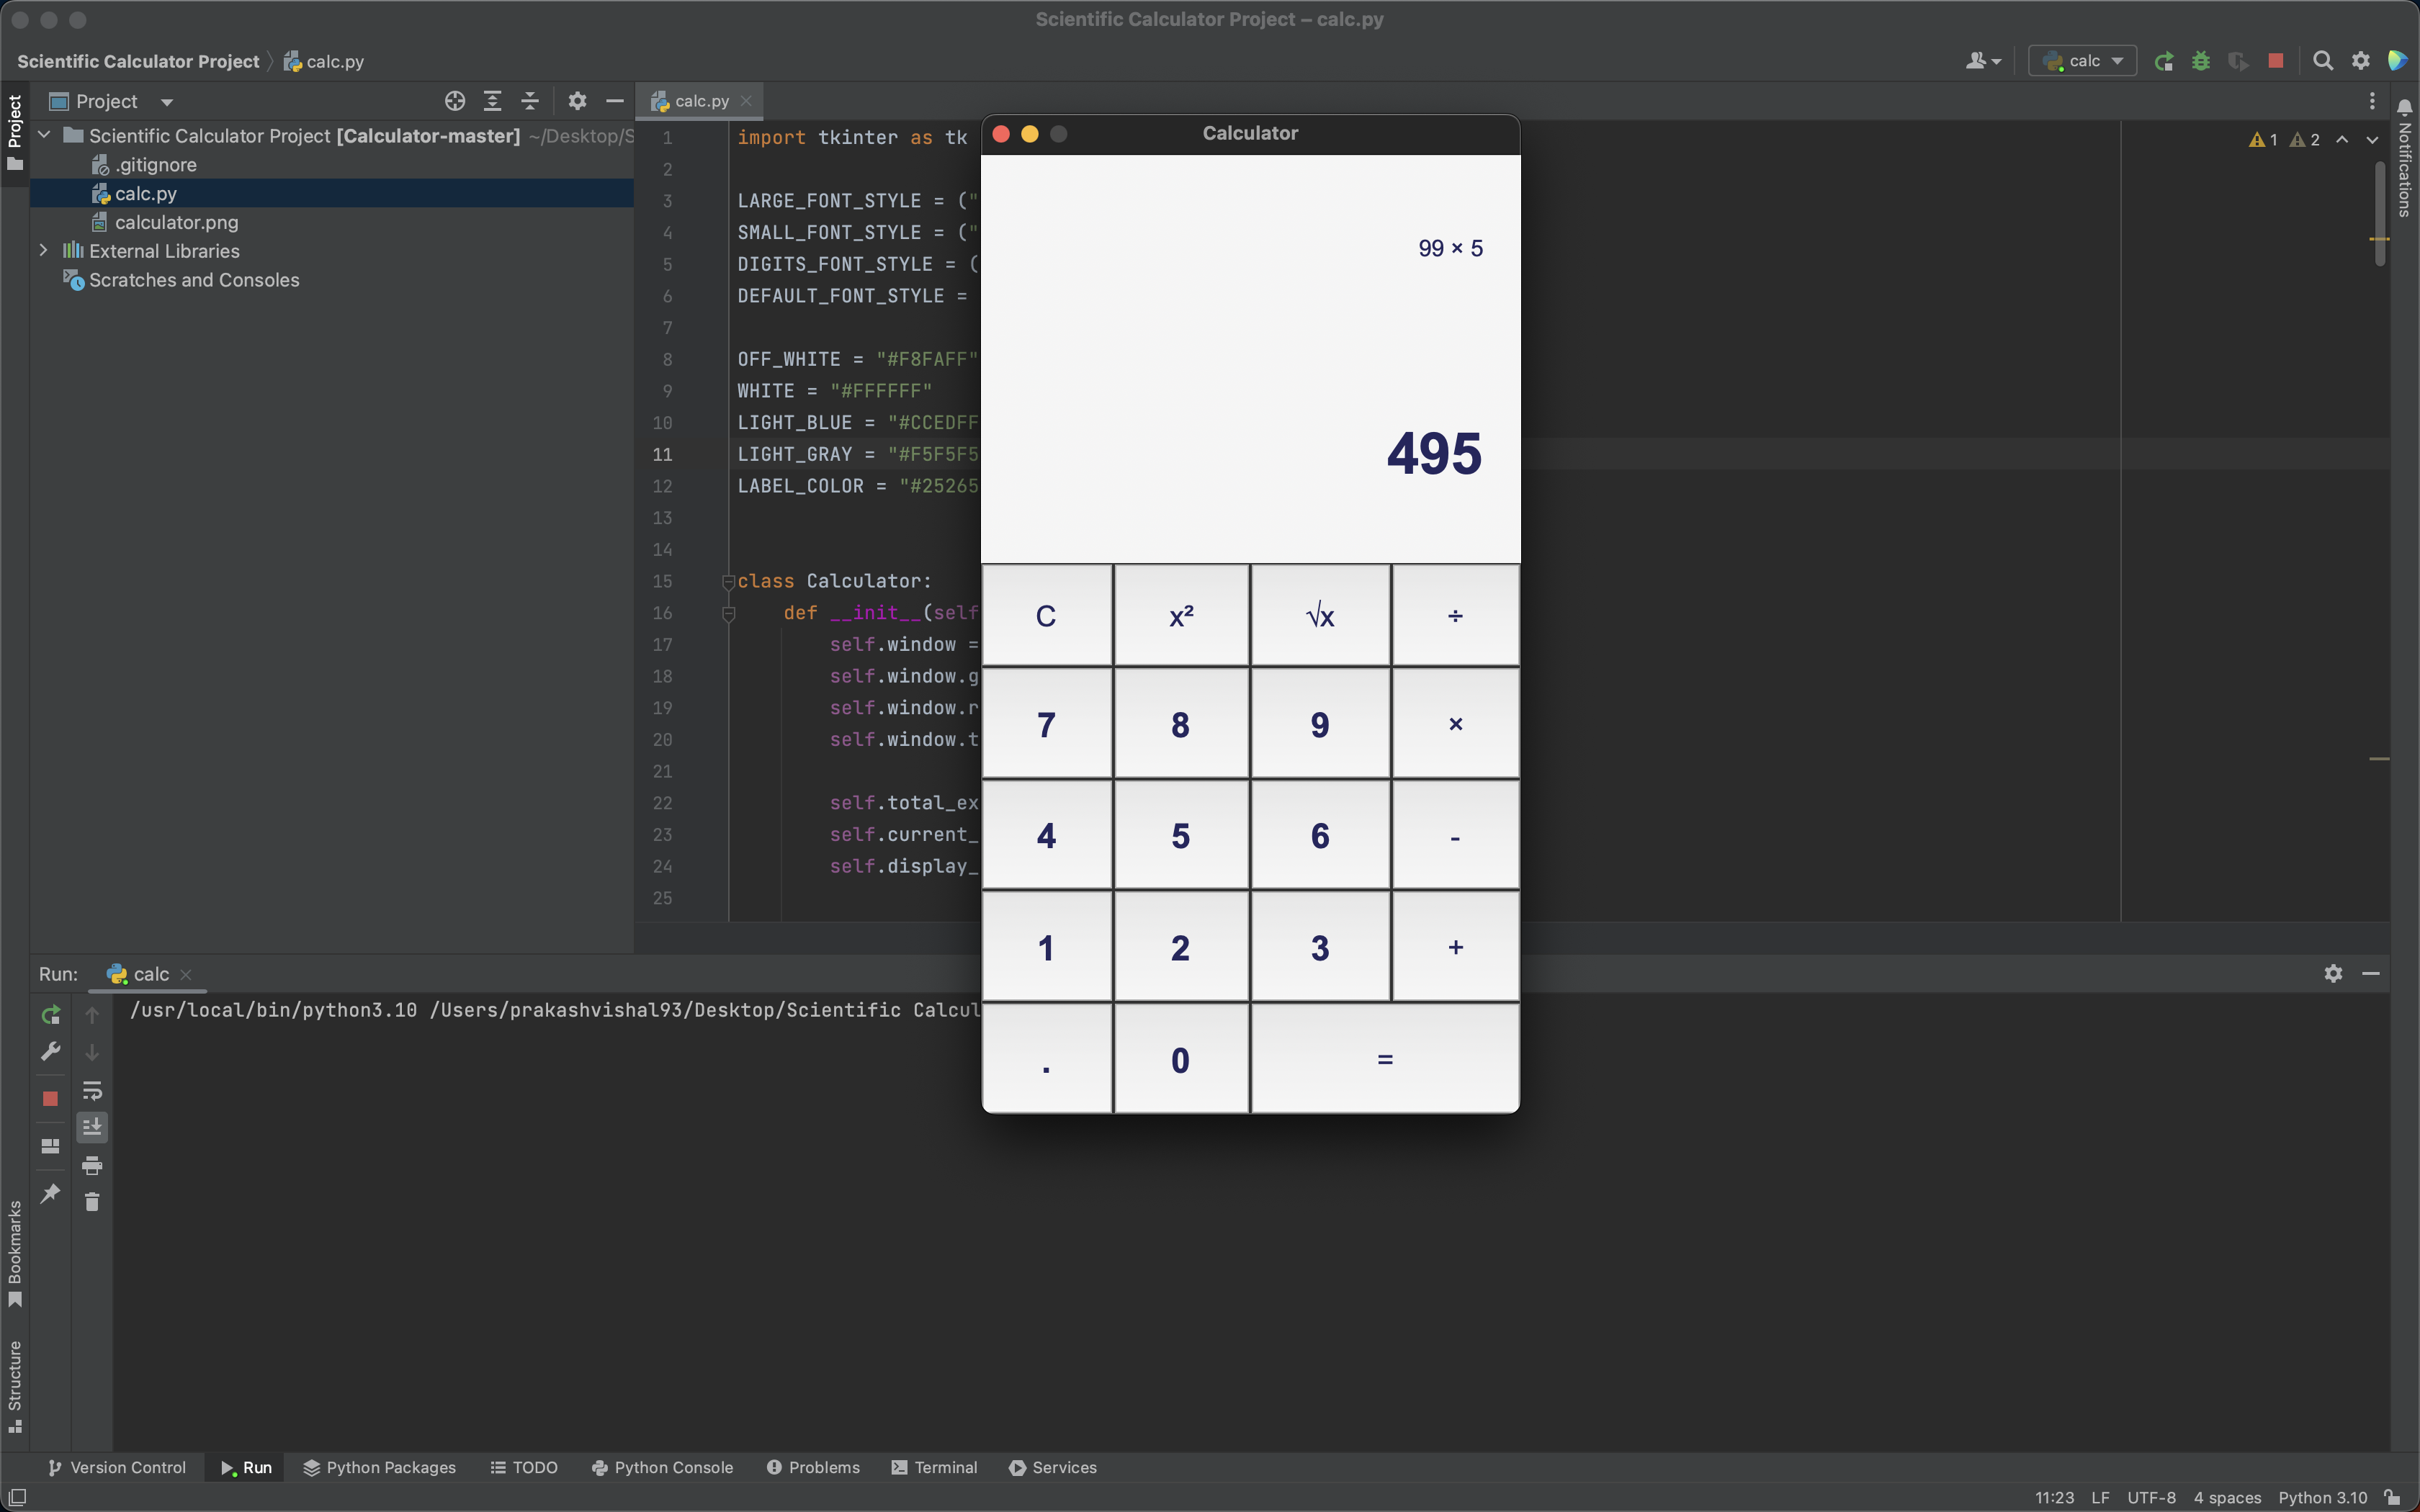 Scientific Calculator Project – calc.py
Scientific Calculator Project
calc.py
calc
Project
Project
calc.py
Scientific Calculator Project [Calculator-master] ~/Desktop/S
.gitignore
calc.py
calculator.png
External Libraries
Scratches and Consoles
1 import tkinter as tk
2
3 LARGE_FONT_STYLE = ("
4 SMALL_FONT_STYLE = ("
5 DIGITS_FONT_STYLE = (
6 DEFAULT_FONT_STYLE =
7
8 OFF_WHITE = "#F8FAFF"
9 WHITE = "#FFFFFF"
10 LIGHT_BLUE = "#CCEDFF
11 LIGHT_GRAY = "#F5F5F5
12 LABEL_COLOR = "#25265
13
14
15 class Calculator:
16 def __init__(self
17 self.window =
18 self.window.g
19 self.window.r
20 self.window.t
21
22 self.total_ex
23 self.current_
24 self.display_
25
1 2
Notifications
Calculator
99 × 5
495
C x² √x ÷
7 8 9 ×
4 5 6 -
1 2 3 +
. 0 =
Run: calc
/usr/local/bin/python3.10 /Users/prakashvishal93/Desktop/Scientific Calcul
Bookmarks
Structure
Version Control Run Python Packages TODO Python Console Problems Terminal Services
11:23 LF UTF-8 4 spaces Python 3.10